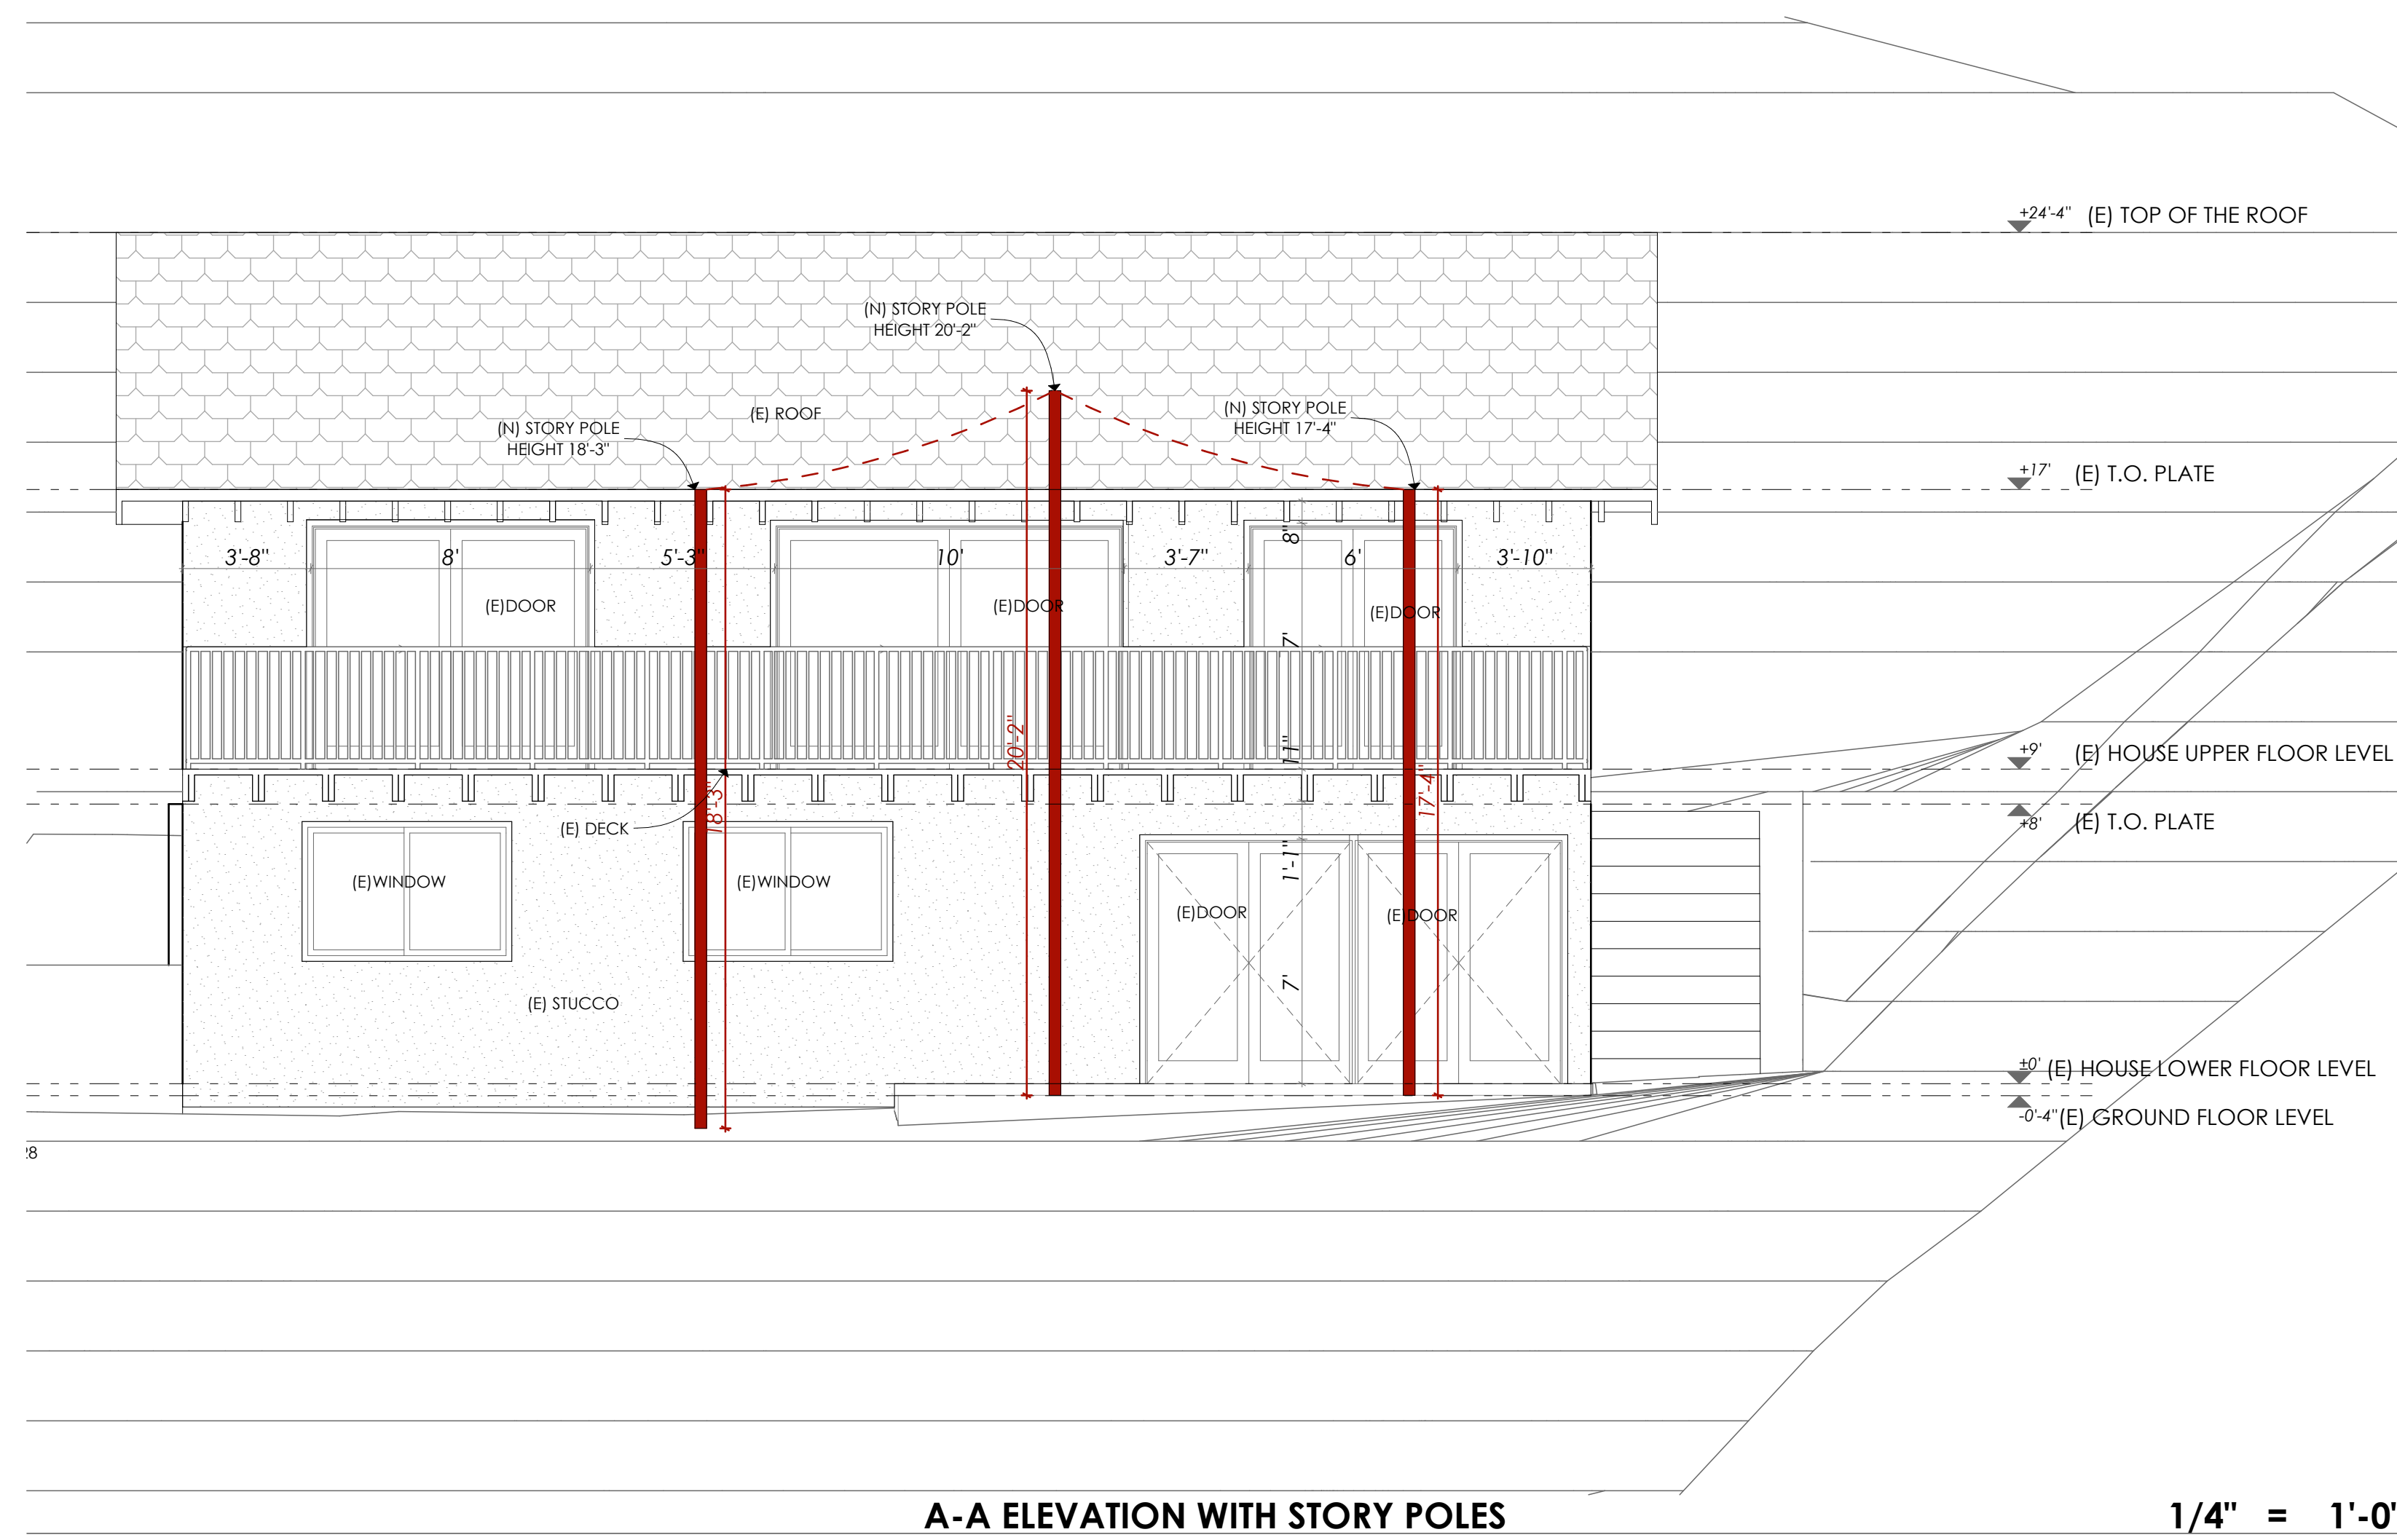 +24'-4" (E) TOP OF THE ROOF
(N) STORY POLE
HEIGHT 20'-2"
(E) ROOF
(N) STORY POLE
HEIGHT 17'-4"
(N) STORY POLE
HEIGHT 18'-3"
+17' (E) T.O. PLATE
8"
3'-8" 8' 5'-3" 10' 3'-7" 6' 3'-10"
(E)DOOR (E)DOOR (E)DOOR
7'
20'-2"
11"
+9' (E) HOUSE UPPER FLOOR LEVEL
18'-3"
17'-4"
(E) DECK
+8' (E) T.O. PLATE
1'-1"
(E)WINDOW (E)WINDOW
(E)DOOR (E)DOOR
7'
(E) STUCCO
±0' (E) HOUSE LOWER FLOOR LEVEL
-0'-4" (E) GROUND FLOOR LEVEL
A-A ELEVATION WITH STORY POLES 1/4" = 1'-0"